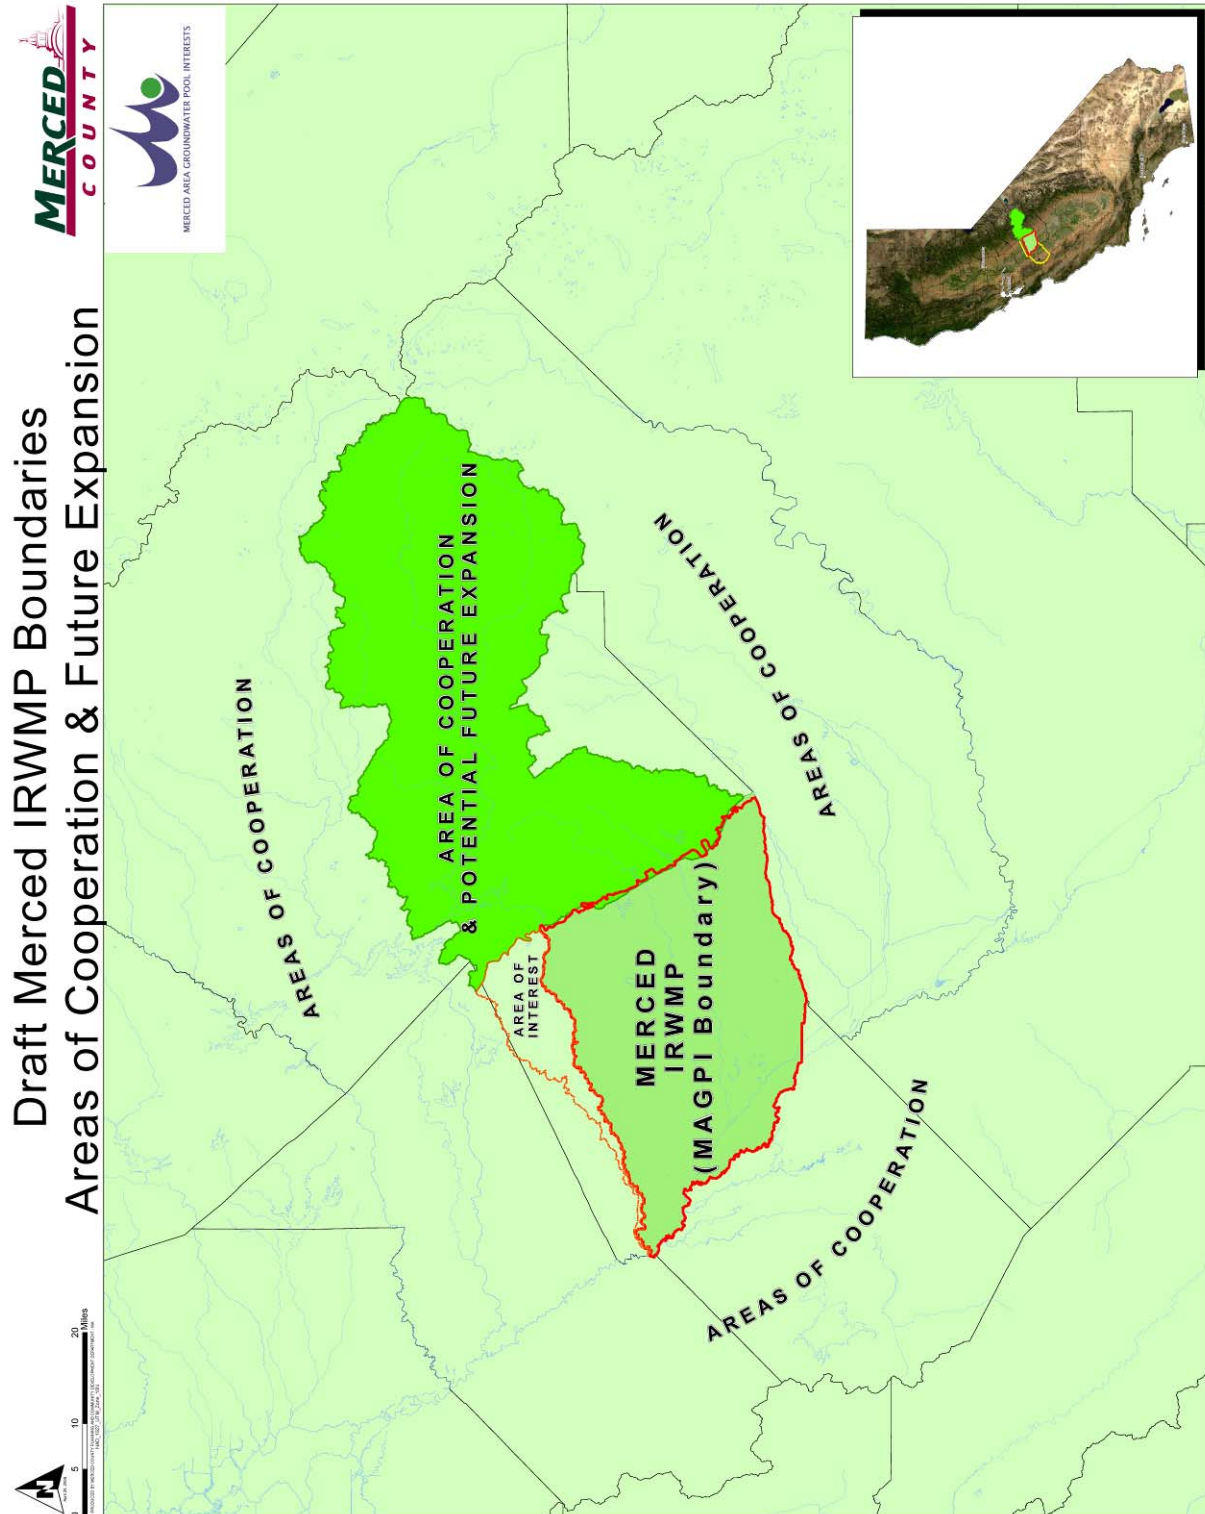 Draft Merced IRWMP Boundaries
Areas of Cooperation & Future Expansion
MERCED
COUNTY
MERCED AREA GROUNDWATER POOL INTERESTS
N
5 10 20
Miles
AREAS OF COOPERATION
AREA OF COOPERATION
& POTENTIAL FUTURE EXPANSION
AREA OF
INTEREST
MERCED
IRWMP
(MAGPI Boundary)
AREAS OF COOPERATION
AREAS OF COOPERATION